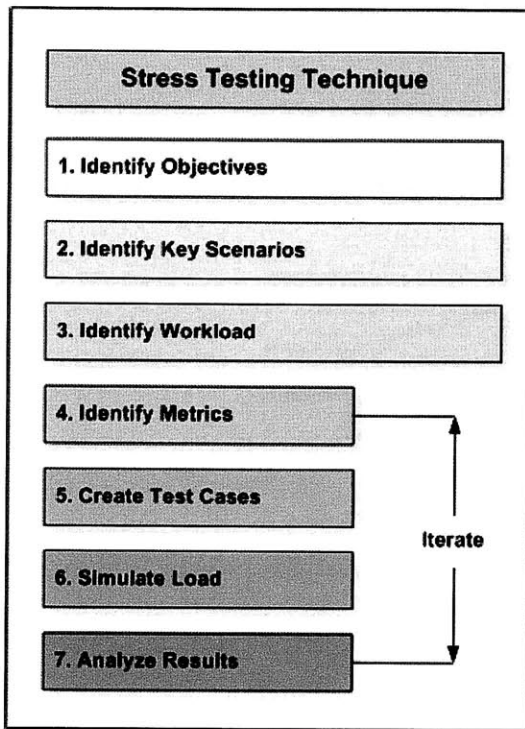 Stress Testing Technique
1. Identify Objectives
2. Identify Key Scenarios
3. Identify Workload
4. Identify Metrics
5. Create Test Cases
Iterate
6. Simulate Load
7. Analyze Results